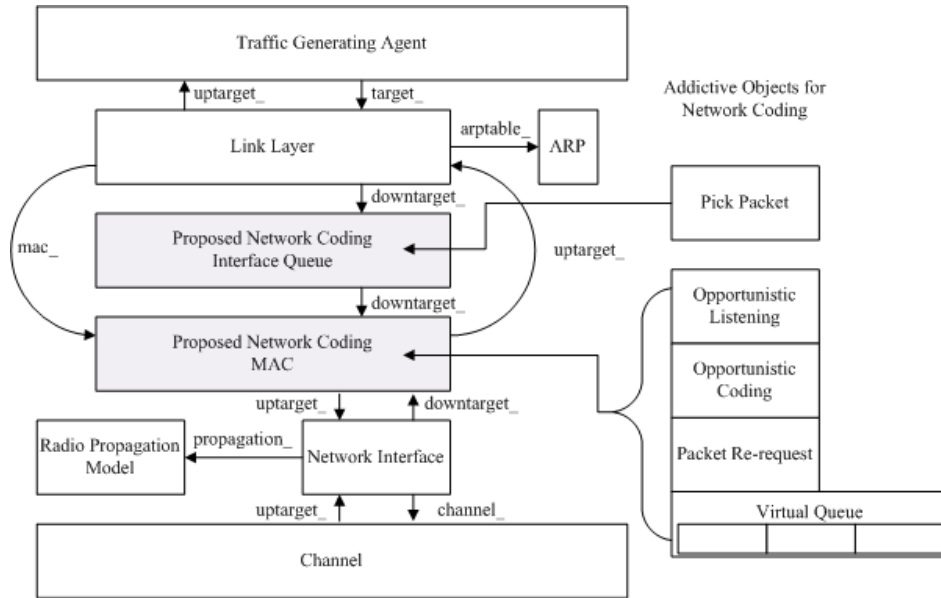 Traffic Generating Agent
uptarget_
target_
Addictive Objects for
Network Coding
Link Layer
arptable_
ARP
downtarget_
Pick Packet
Proposed Network Coding
Interface Queue
mac_
uptarget_
downtarget_
Opportunistic
Listening
Proposed Network Coding
MAC
Opportunistic
Coding
uptarget_
downtarget_
Radio Propagation
Model
propagation_
Network Interface
Packet Re-request
uptarget_
channel_
Virtual Queue
Channel